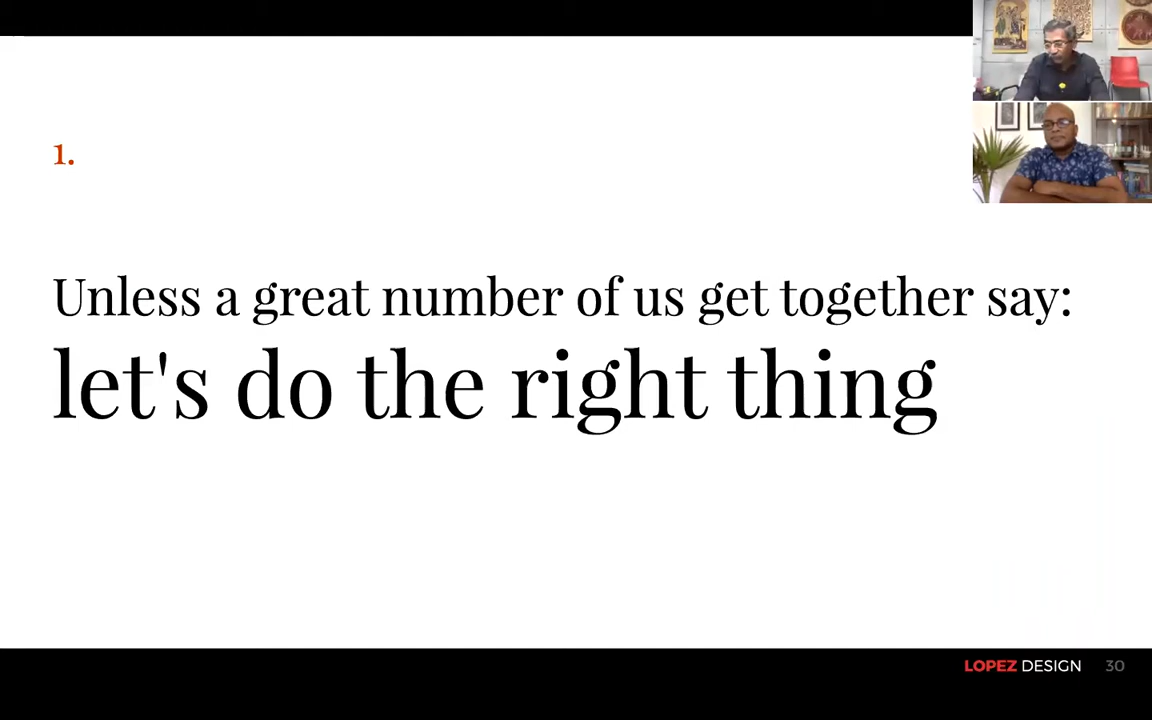 1.
Unless a great number of us get together say:
let's do the right thing
LOPEZ DESIGN 30